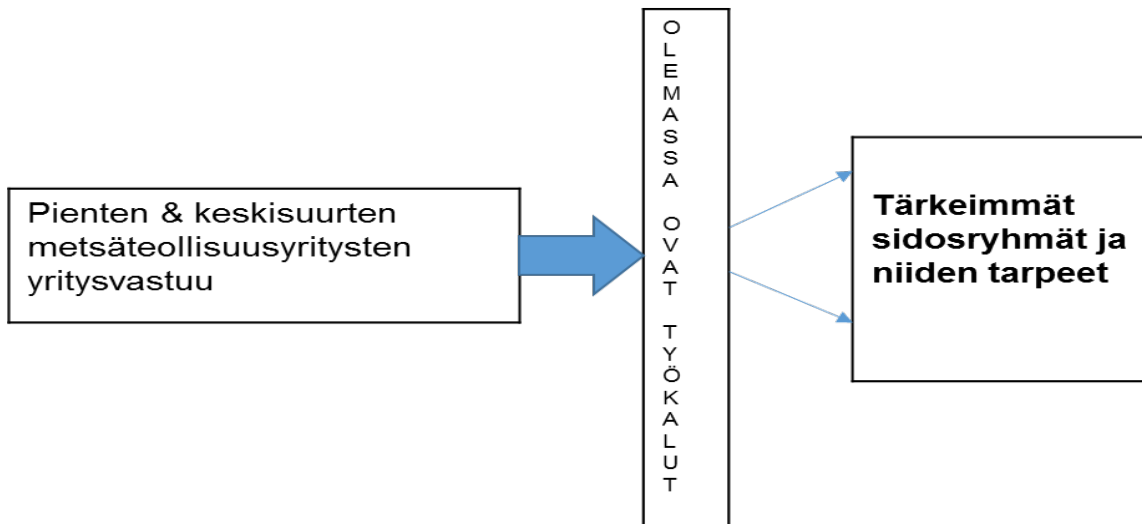 Pienten & keskisuurten
metsäteollisuusyritysten
yritysvastuu
OLEMASSA OVAT TYÖKALUT
Tärkeimmät
sidosryhmät ja
niiden tarpeet